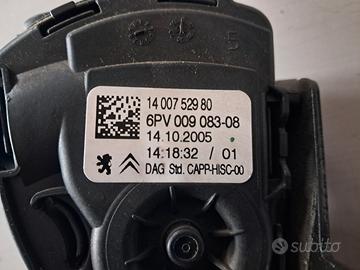 14 007 529 80
6PV 009 083-08
14.10.2005
14:18:32 / 01
DAG Std. CAPP-HISC-00
subito